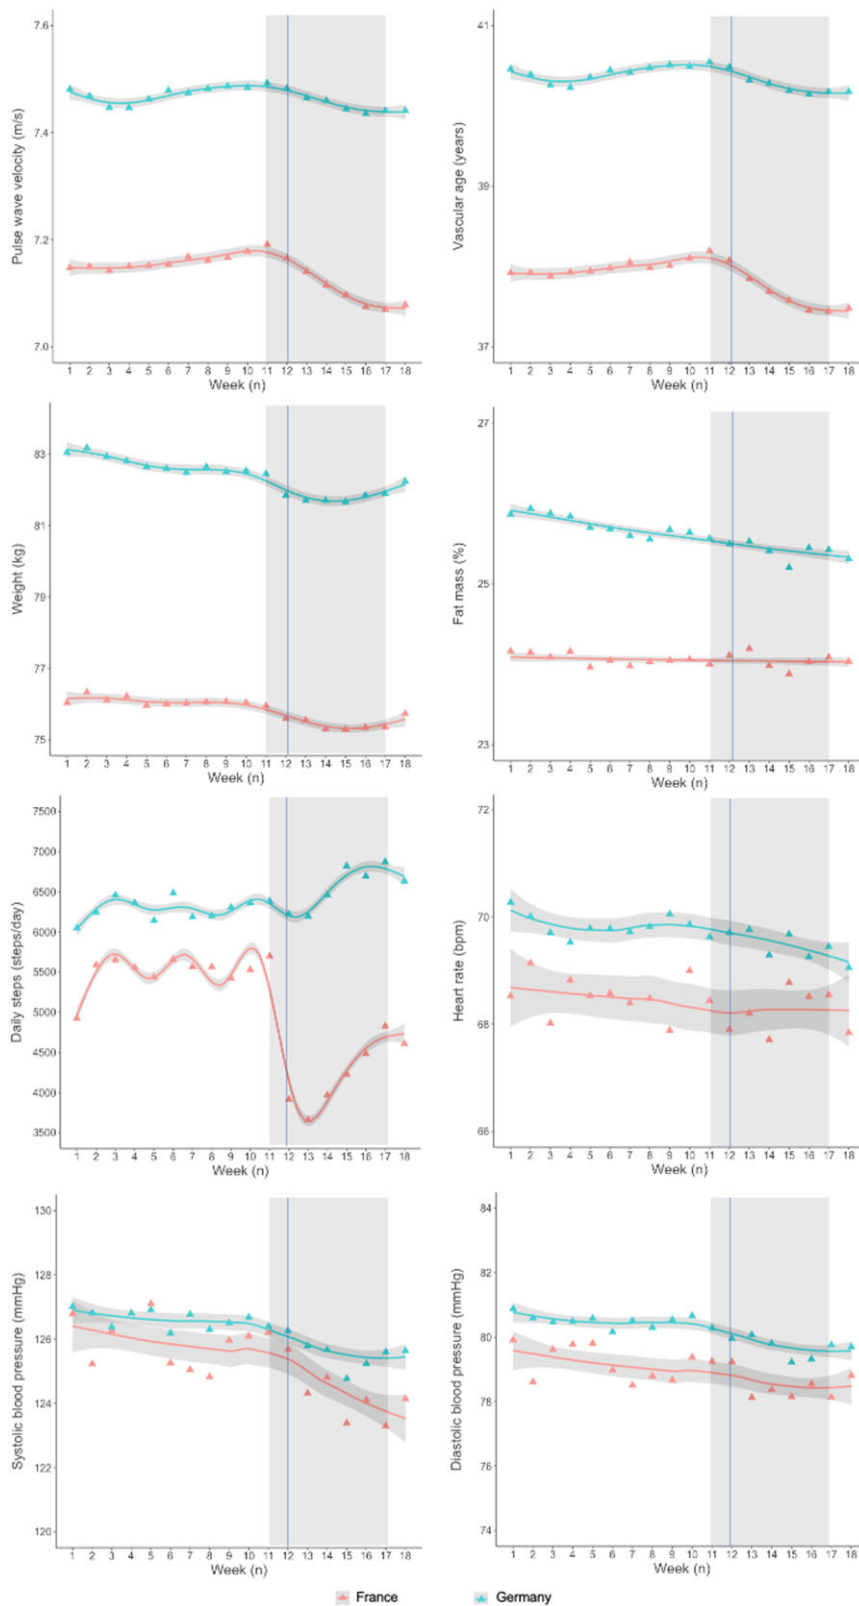 Pulse wave velocity (m/s)
7.6
7.4
7.2
7.0
1 2 3 4 5 6 7 8 9 10 11 12 13 14 15 16 17 18
Week (n)
Vascular age (years)
41
39
37
1 2 3 4 5 6 7 8 9 10 11 12 13 14 15 16 17 18
Week (n)
Weight (kg)
83
81
79
77
75
1 2 3 4 5 6 7 8 9 10 11 12 13 14 15 16 17 18
Week (n)
Fat mass (%)
27
25
23
1 2 3 4 5 6 7 8 9 10 11 12 13 14 15 16 17 18
Week (n)
Daily steps (steps/day)
7500
7000
6500
6000
5500
5000
4500
4000
3500
1 2 3 4 5 6 7 8 9 10 11 12 13 14 15 16 17 18
Week (n)
Heart rate (bpm)
72
70
68
66
1 2 3 4 5 6 7 8 9 10 11 12 13 14 15 16 17 18
Week (n)
Systolic blood pressure (mmHg)
130
128
126
124
122
120
1 2 3 4 5 6 7 8 9 10 11 12 13 14 15 16 17 18
Week (n)
Diastolic blood pressure (mmHg)
84
82
80
78
76
74
1 2 3 4 5 6 7 8 9 10 11 12 13 14 15 16 17 18
Week (n)
France Germany